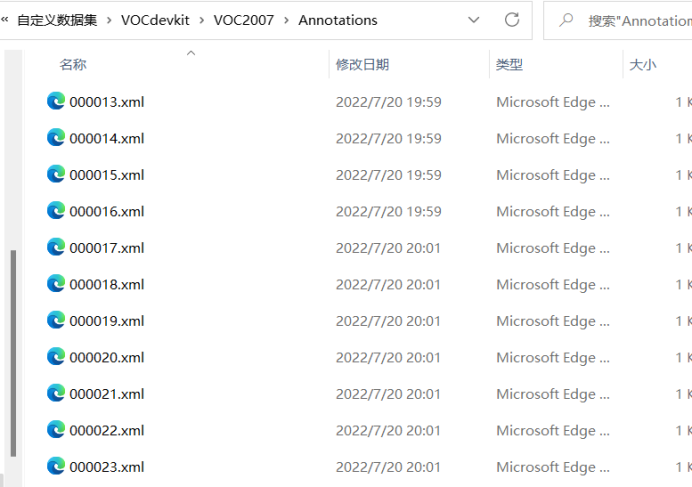 « 自定义数据集 › VOCdevkit › VOC2007 › Annotations 搜索"Annotation
名称 修改日期 类型 大小
000013.xml 2022/7/20 19:59 Microsoft Edge ... 1 K
000014.xml 2022/7/20 19:59 Microsoft Edge ... 1 K
000015.xml 2022/7/20 19:59 Microsoft Edge ... 1 K
000016.xml 2022/7/20 19:59 Microsoft Edge ... 1 K
000017.xml 2022/7/20 20:01 Microsoft Edge ... 1 K
000018.xml 2022/7/20 20:01 Microsoft Edge ... 1 K
000019.xml 2022/7/20 20:01 Microsoft Edge ... 1 K
000020.xml 2022/7/20 20:01 Microsoft Edge ... 1 K
000021.xml 2022/7/20 20:01 Microsoft Edge ... 1 K
000022.xml 2022/7/20 20:01 Microsoft Edge ... 1 K
000023.xml 2022/7/20 20:01 Microsoft Edge ... 1 K